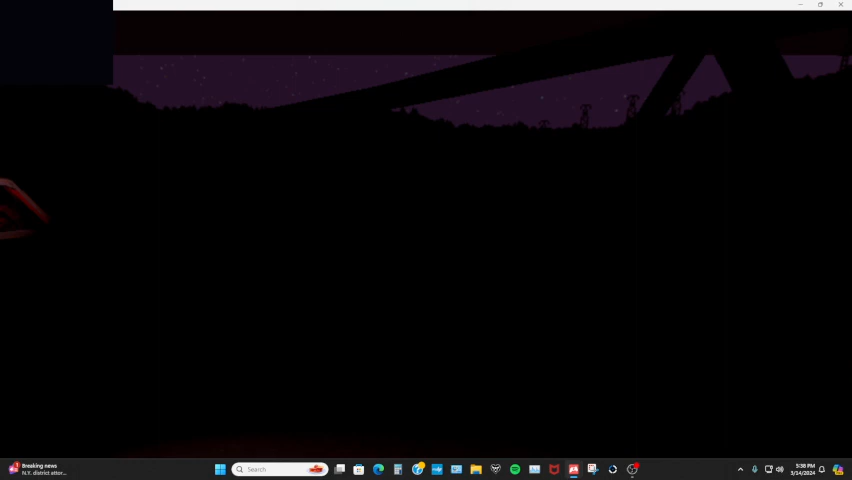 Breaking news
N.Y. district attor...
Search
5:38 PM
3/14/2024